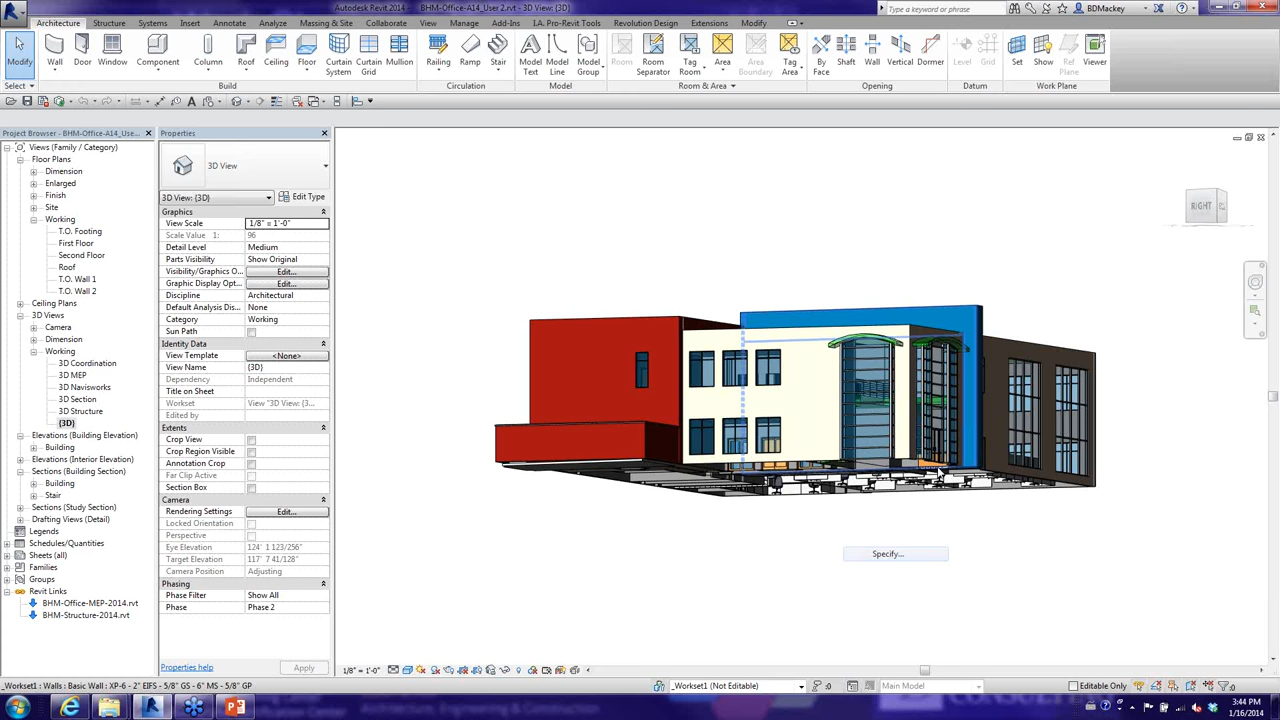 Autodesk Revit 2014 - BHM-Office-A14_User 2.rvt - 3D View: {3D}
Type a keyword or phrase
BDMackey
Architecture Structure Systems Insert Annotate Analyze Massing & Site Collaborate View Manage Add-Ins I.A. Pro-Revit Tools Revolution Design Extensions Modify
Modify Wall Door Window Component Column Roof Ceiling Floor Curtain System Curtain Grid Mullion Railing Ramp Stair Model Text Model Line Model Group Room Room Separator Tag Room Area Area Boundary Tag Area By Face Shaft Wall Vertical Dormer Level Grid Set Show Ref Plane Viewer
Select Build Circulation Model Room & Area Opening Datum Work Plane
Project Browser - BHM-Office-A14_Use...
Views (Family / Category)
Floor Plans
Dimension
Enlarged
Finish
Site
Working
T.O. Footing
First Floor
Second Floor
Roof
T.O. Wall 1
T.O. Wall 2
Ceiling Plans
3D Views
Camera
Dimension
Working
3D Coordination
3D MEP
3D Navisworks
3D Section
3D Structure
{3D}
Elevations (Building Elevation)
Building
Elevations (Interior Elevation)
Sections (Building Section)
Building
Stair
Sections (Study Section)
Drafting Views (Detail)
Legends
Schedules/Quantities
Sheets (all)
Families
Groups
Revit Links
BHM-Office-MEP-2014.rvt
BHM-Structure-2014.rvt
Properties
3D View
3D View: {3D} Edit Type
Graphics
View Scale 1/8" = 1'-0"
Scale Value 1: 96
Detail Level Medium
Parts Visibility Show Original
Visibility/Graphics O... Edit...
Graphic Display Opt... Edit...
Discipline Architectural
Default Analysis Dis... None
Category Working
Sun Path
Identity Data
View Template <None>
View Name {3D}
Dependency Independent
Title on Sheet
Workset View "3D View: {3...
Edited by
Extents
Crop View
Crop Region Visible
Annotation Crop
Far Clip Active
Section Box
Camera
Rendering Settings Edit...
Locked Orientation
Perspective
Eye Elevation 124' 1 123/256"
Target Elevation 117' 7 41/128"
Camera Position Adjusting
Phasing
Phase Filter Show All
Phase Phase 2
Properties help Apply
RIGHT
Specify...
1/8" = 1'-0"
_Workset1 : Walls : Basic Wall : XP-6 - 2" EIFS - 5/8" GS - 6" MS - 5/8" GP
_Workset1 (Not Editable) :0 Main Model Editable Only :0
3:44 PM
1/16/2014